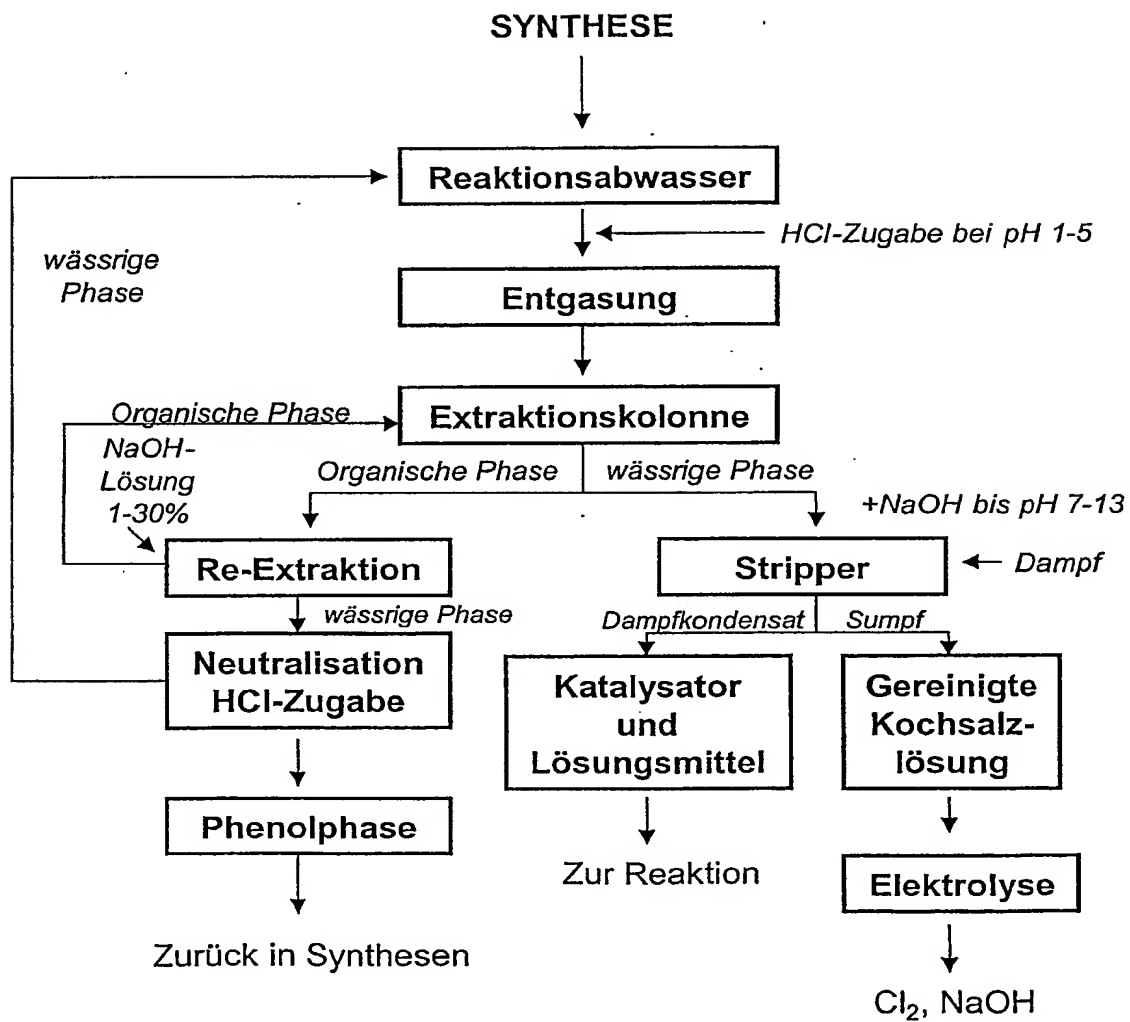 SYNTHESE
Reaktionsabwasser
HCl-Zugabe bei pH 1-5
wässrige
Phase
Entgasung
Extraktionskolonne
Organische Phase
NaOH-
Lösung
1-30%
Organische Phase
wässrige Phase
+NaOH bis pH 7-13
Re-Extraktion
Stripper
Dampf
wässrige Phase
Dampfkondensat
Sumpf
Neutralisation
HCl-Zugabe
Katalysator
und
Lösungsmittel
Gereinigte
Kochsalz-
lösung
Phenolphase
Zur Reaktion
Elektrolyse
Zurück in Synthesen
Cl₂, NaOH